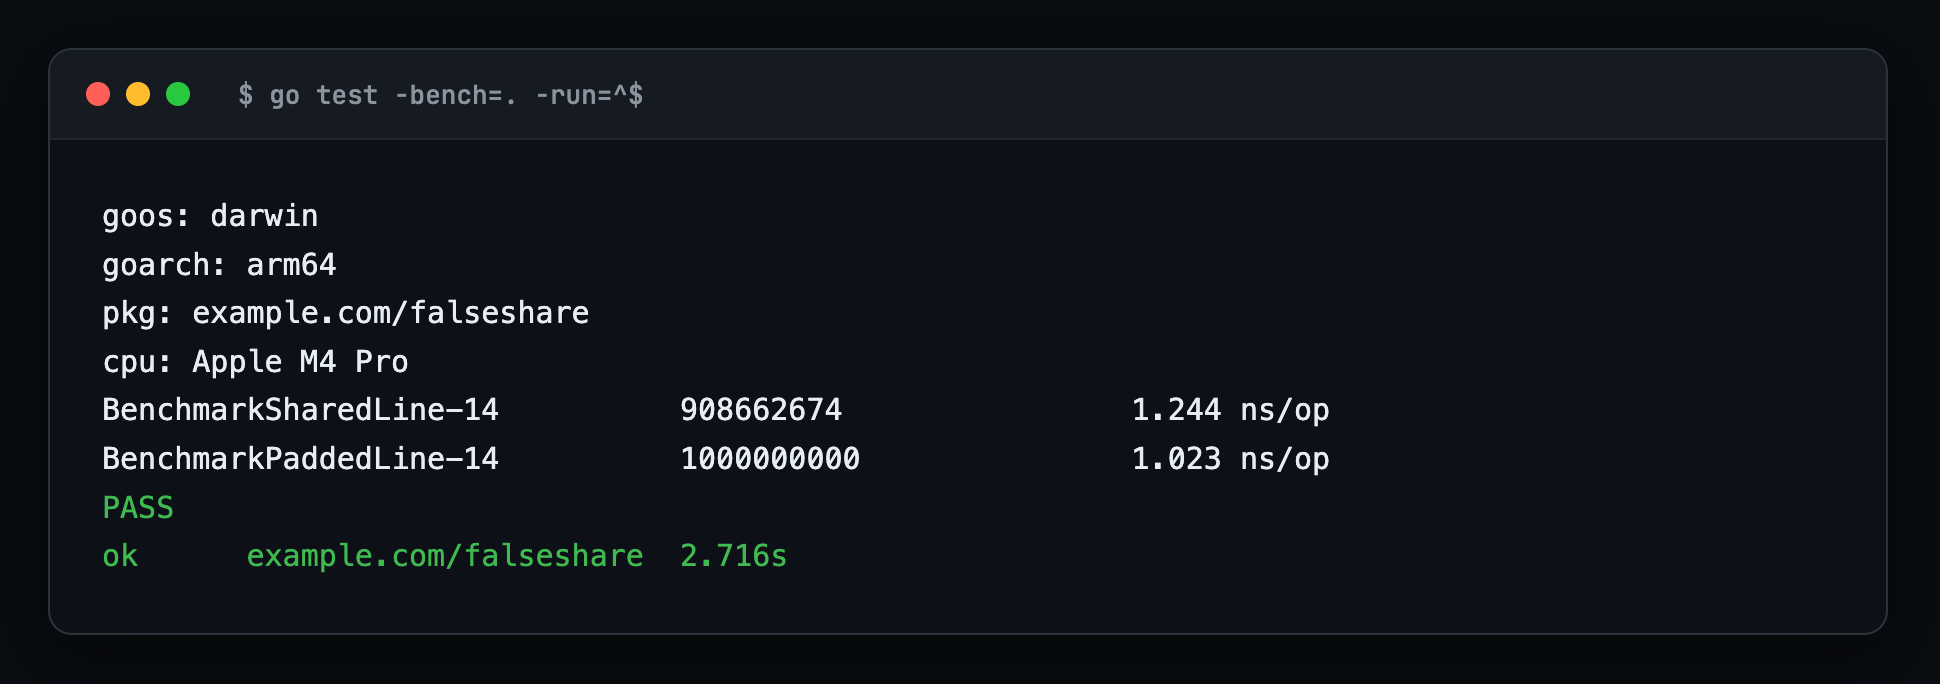 $ go test -bench=. -run=^$
goos: darwin
goarch: arm64
pkg: example.com/falseshare
cpu: Apple M4 Pro
BenchmarkSharedLine-14 908662674 1.244 ns/op
BenchmarkPaddedLine-14 1000000000 1.023 ns/op
PASS
ok example.com/falseshare 2.716s